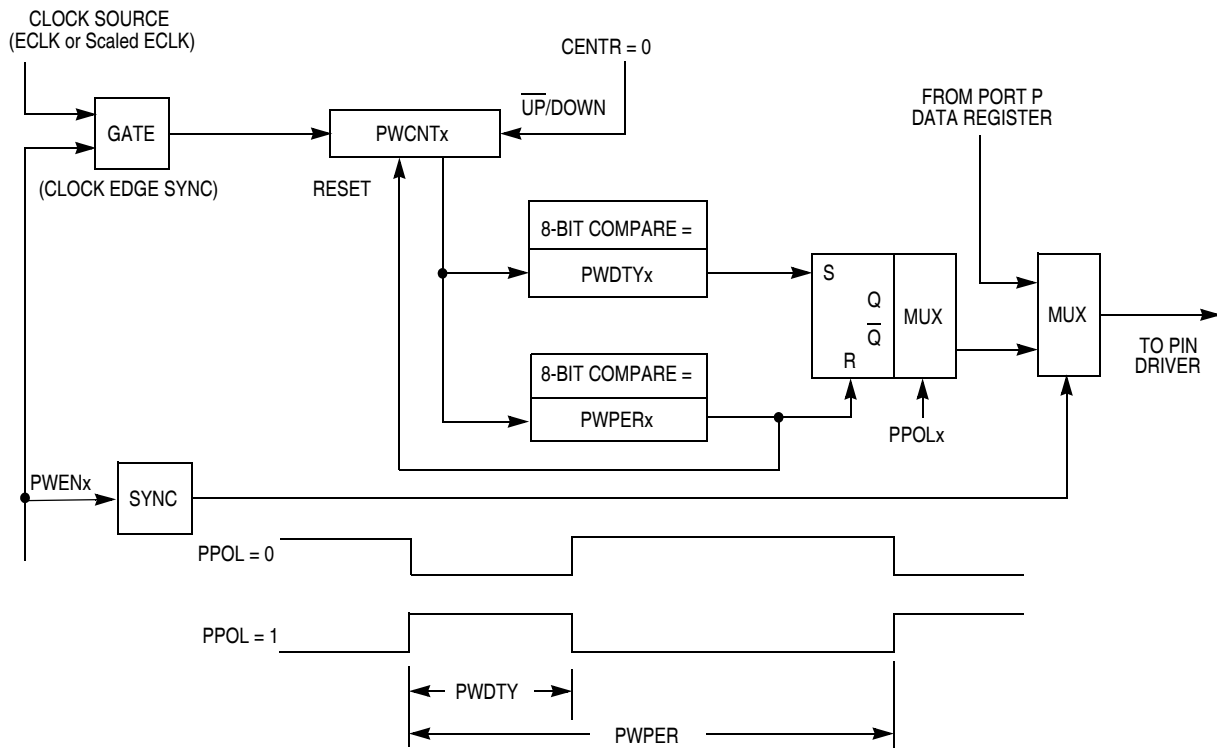 CLOCK SOURCE
(ECLK or Scaled ECLK)
CENTR = 0
UP/DOWN
FROM PORT P
DATA REGISTER
GATE
PWCNTx
(CLOCK EDGE SYNC)
RESET
8-BIT COMPARE =
PWDTYx
S
Q
Q
R
MUX
MUX
TO PIN
DRIVER
8-BIT COMPARE =
PWPERx
PPOLx
PWENx
SYNC
PPOL = 0
PPOL = 1
PWDTY
PWPER